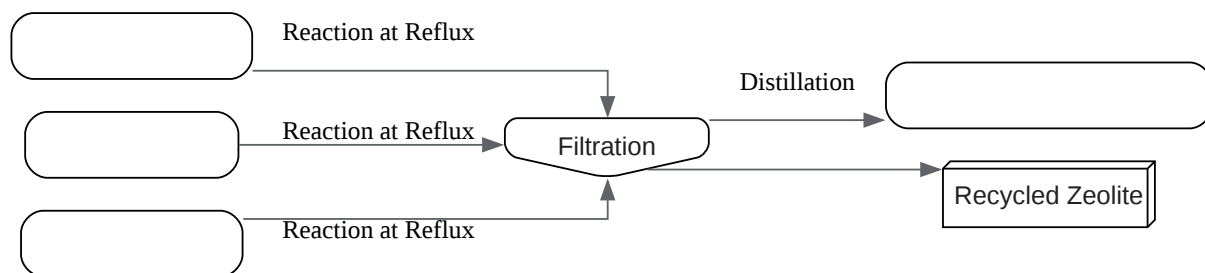 Reaction at Reflux
Distillation
Reaction at Reflux
Filtration
Recycled Zeolite
Reaction at Reflux